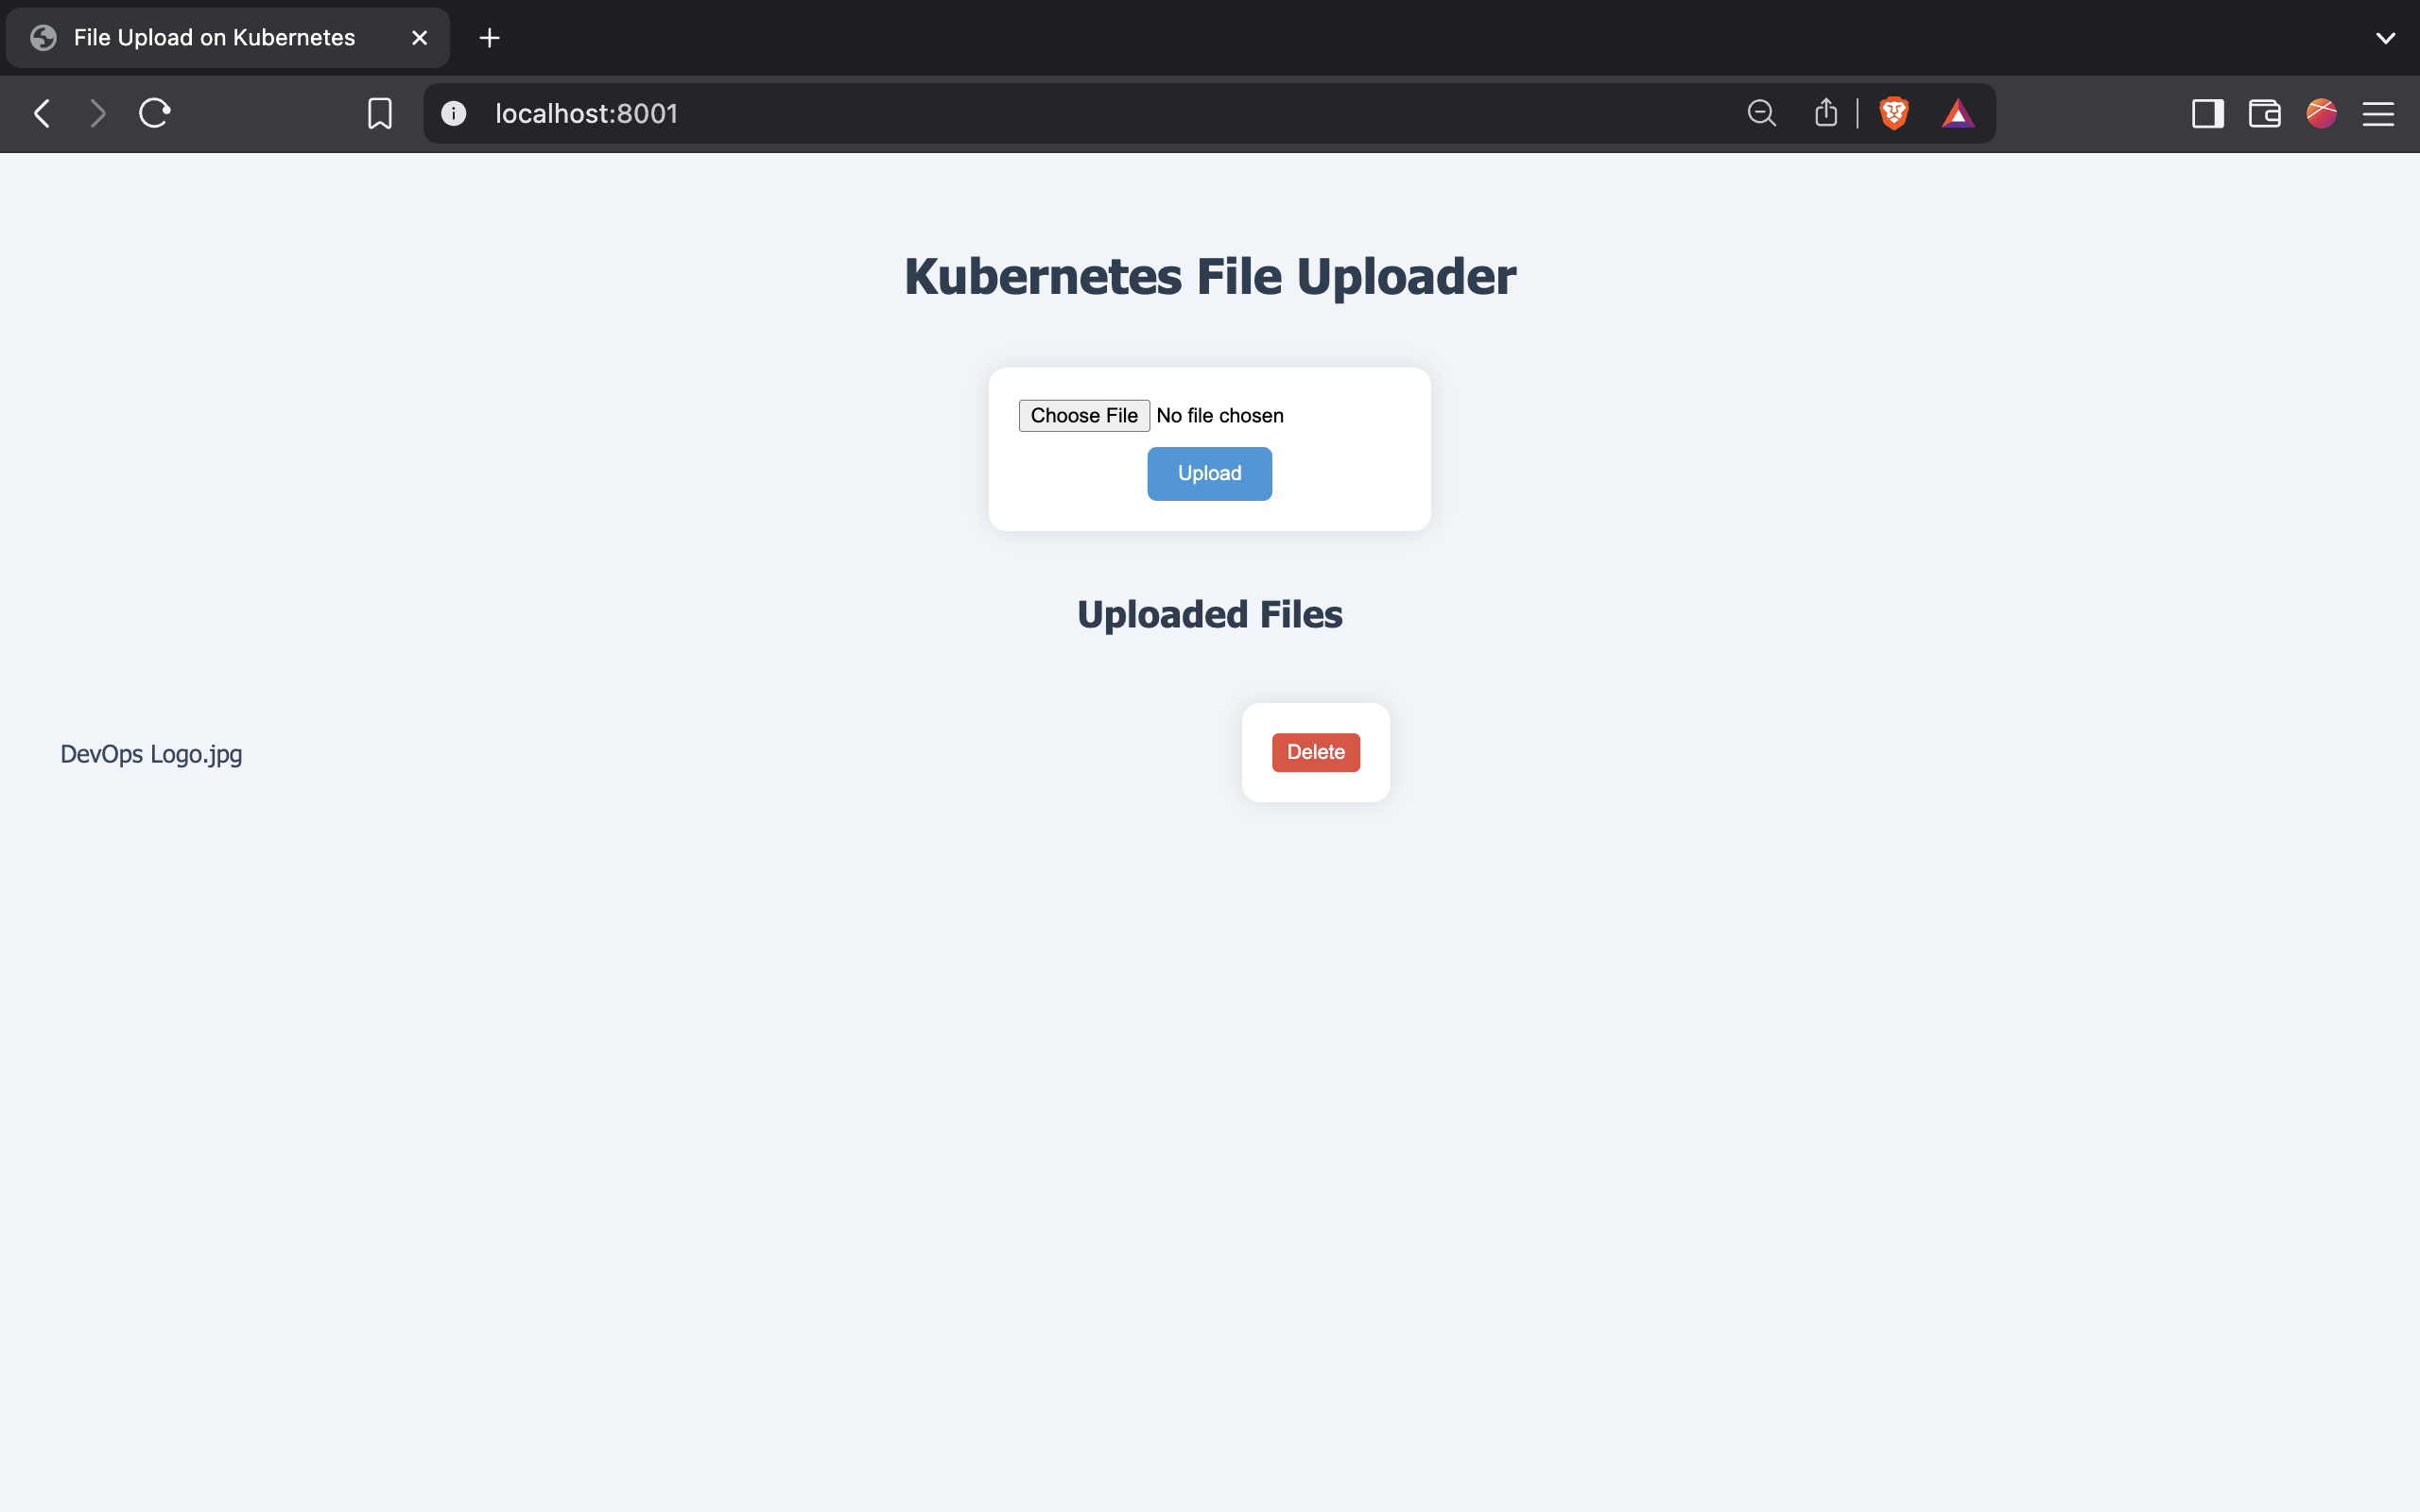 File Upload on Kubernetes
localhost:8001
Kubernetes File Uploader
Choose File No file chosen
Upload
Uploaded Files
DevOps Logo.jpg Delete